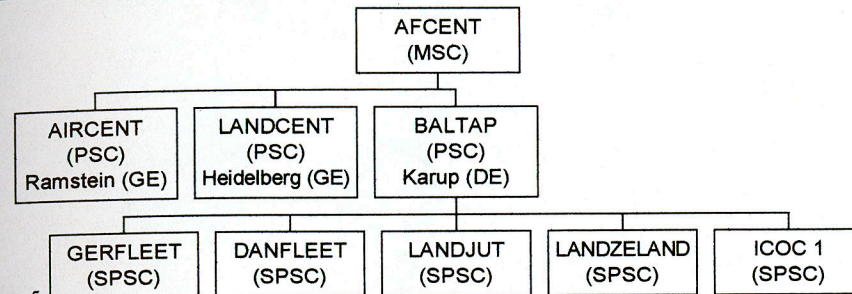 AFCENT
(MSC)
AIRCENT
(PSC)
Ramstein (GE)
LANDCENT
(PSC)
Heidelberg (GE)
BALTAP
(PSC)
Karup (DE)
GERFLEET
(SPSC)
DANFLEET
(SPSC)
LANDJUT
(SPSC)
LANDZELAND
(SPSC)
ICOC 1
(SPSC)